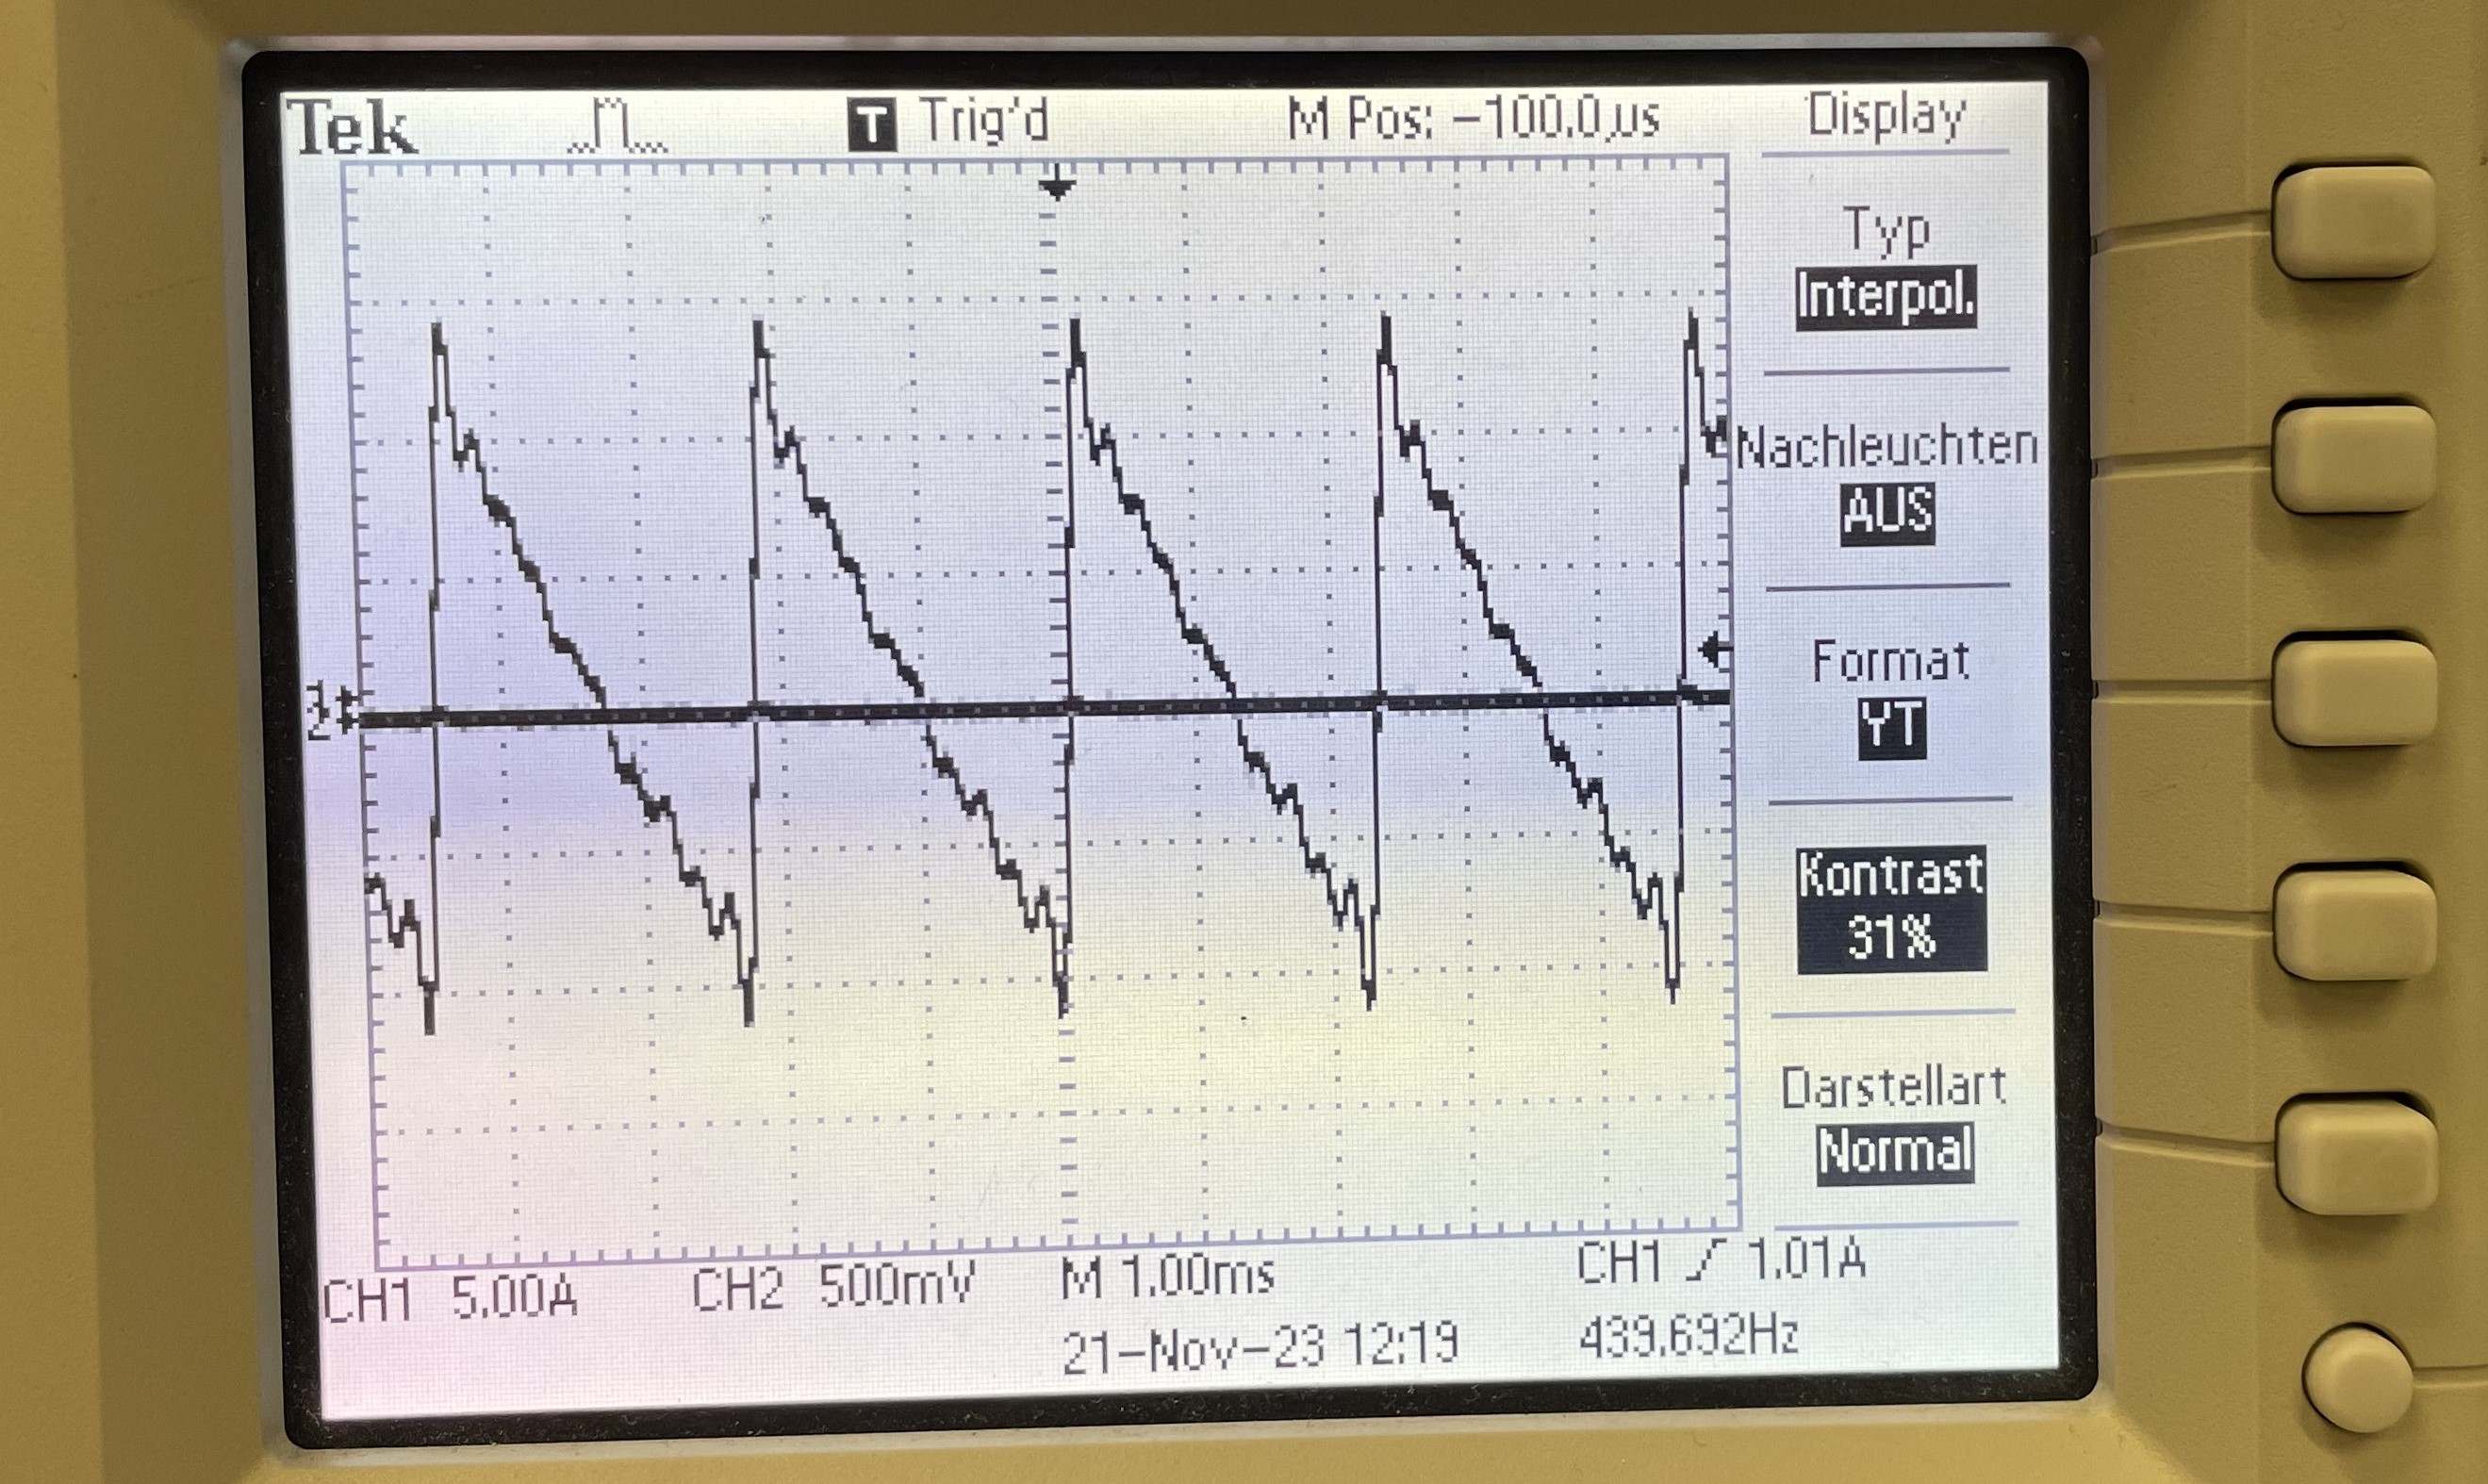 Tek T Trig'd M Pos: -100.0µs Display
Typ
Interpol.
Nachleuchten
AUS
Format
YT
Kontrast
31%
Darstellart
Normal
1
2
CH1 5.00A CH2 500mV M 1.00ms CH1 1.01A
21-Nov-23 12:19 439.692Hz